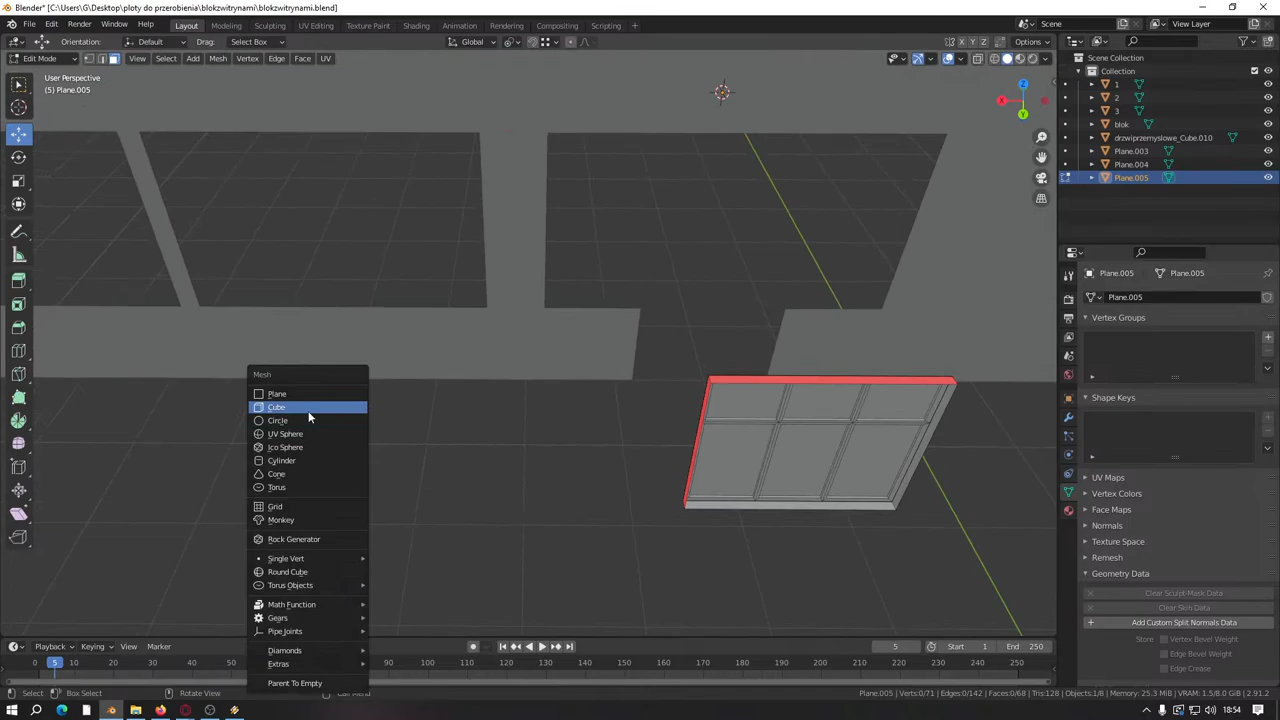 Blender* [C:\Users\G\Desktop\ploty do przerobienia\blokzwitrynami\blokzwitrynami.blend]
File Edit Render Window Help Layout Modeling Sculpting UV Editing Texture Paint Shading Animation Rendering Compositing Scripting + Scene View Layer
Orientation: Default Drag: Select Box Global X Y Z Options
Edit Mode View Select Add Mesh Vertex Edge Face UV
User Perspective
(5) Plane.005
Z
X
Y
Scene Collection
Collection
1
2
3
blok
drzwiprzemyslowe_Cube.010
Plane.003
Plane.004
Plane.005
Plane.005 Plane.005
Plane.005
Vertex Groups
Shape Keys
UV Maps
Vertex Colors
Face Maps
Normals
Texture Space
Remesh
Geometry Data
Clear Sculpt-Mask Data
Clear Skin Data
Add Custom Split Normals Data
Store Vertex Bevel Weight
Edge Bevel Weight
Edge Crease
Mesh
Plane
Cube
Circle
UV Sphere
Ico Sphere
Cylinder
Cone
Torus
Grid
Monkey
Rock Generator
Single Vert
Round Cube
Torus Objects
Math Function
Gears
Pipe Joints
Diamonds
Extras
Parent To Empty
Playback Keying View Marker 5 Start 1 End 250
0 5 10 20 30 40 50 90 100 110 120 130 140 150 160 170 180 190 200 210 220 230 240 250
Select Box Select Rotate View Call Menu Plane.005 | Verts:0/71 | Edges:0/142 | Faces:0/68 | Tris:128 | Objects:1/8 | Memory: 25.3 MiB | VRAM: 1.5/8.0 GiB | 2.91.2
18:54